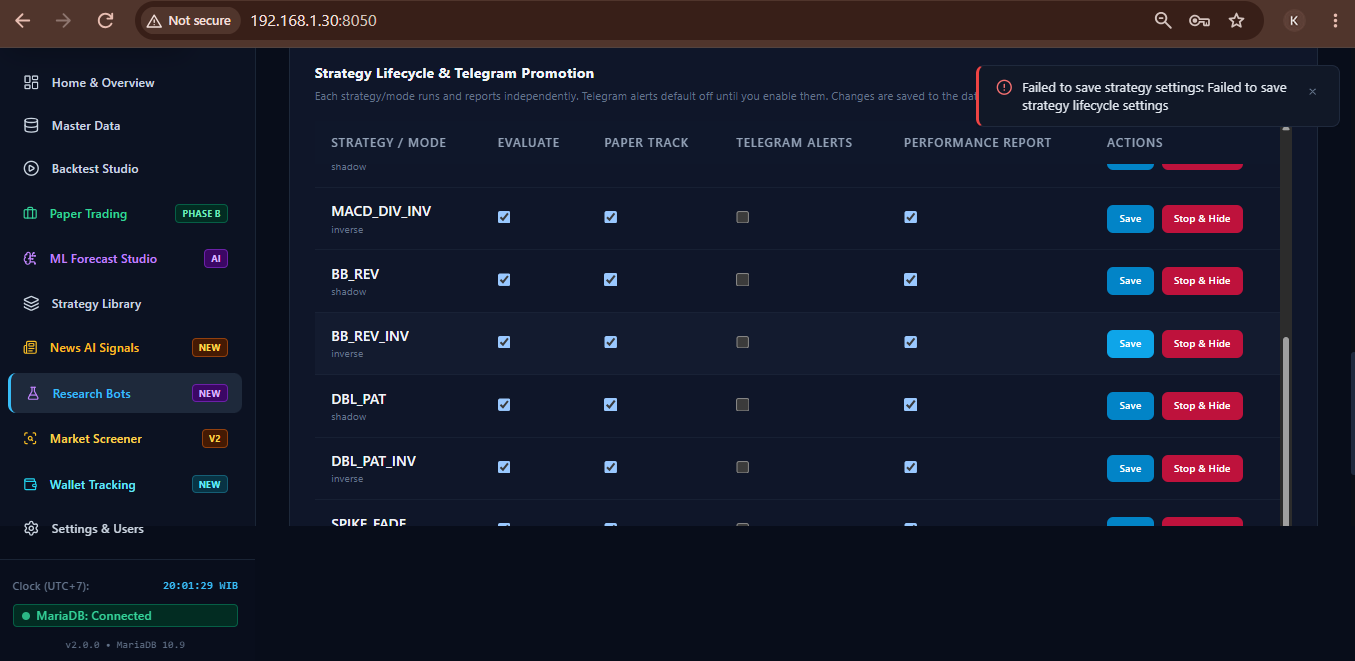 Not secure
192.168.1.30:8050
K
Home & Overview
Master Data
Backtest Studio
Paper Trading
PHASE B
ML Forecast Studio
AI
Strategy Library
News AI Signals
NEW
Research Bots
NEW
Market Screener
V2
Wallet Tracking
NEW
Settings & Users
Clock (UTC+7):
20:01:29 WIB
MariaDB: Connected
v2.0.0 • MariaDB 10.9
Strategy Lifecycle & Telegram Promotion
Each strategy/mode runs and reports independently. Telegram alerts default off until you enable them. Changes are saved to the
Failed to save strategy settings: Failed to save
strategy lifecycle settings
STRATEGY / MODE EVALUATE PAPER TRACK TELEGRAM ALERTS PERFORMANCE REPORT ACTIONS
shadow
MACD_DIV_INV
inverse
Save Stop & Hide
BB_REV
shadow
Save Stop & Hide
BB_REV_INV
inverse
Save Stop & Hide
DBL_PAT
shadow
Save Stop & Hide
DBL_PAT_INV
inverse
Save Stop & Hide
SPIKE_FADE